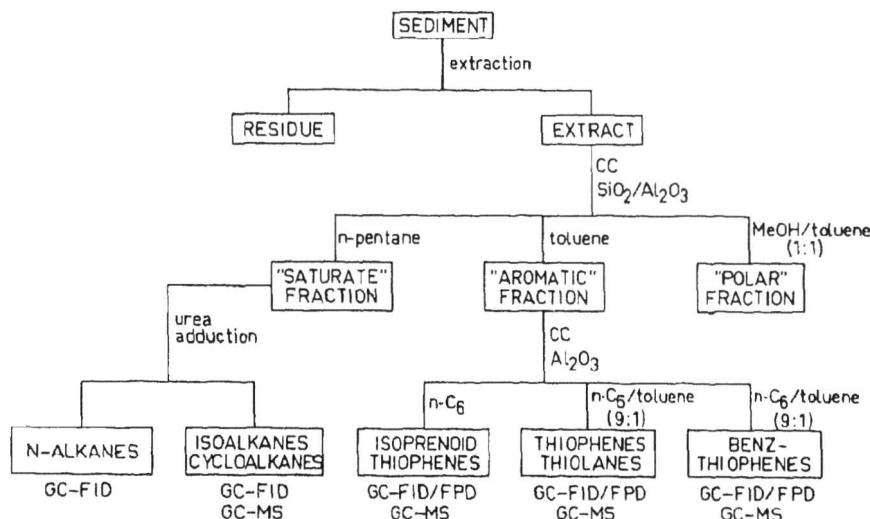 SEDIMENT
extraction
RESIDUE
EXTRACT
CC
SiO₂/Al₂O₃
n-pentane
toluene
MeOH/toluene
(1:1)
"SATURATE"
FRACTION
"AROMATIC"
FRACTION
"POLAR"
FRACTION
urea
adduction
CC
Al₂O₃
n-C₆
n-C₆/toluene
(9:1)
n-C₆/toluene
(9:1)
N-ALKANES
ISOALKANES
CYCLOALKANES
ISOPRENOID
THIOPHENES
THIOPHENES
THIOLANES
BENZ-
THIOPHENES
GC-FID
GC-FID
GC-MS
GC-FID/FPD
GC-MS
GC-FID/FPD
GC-MS
GC-FID/FPD
GC-MS